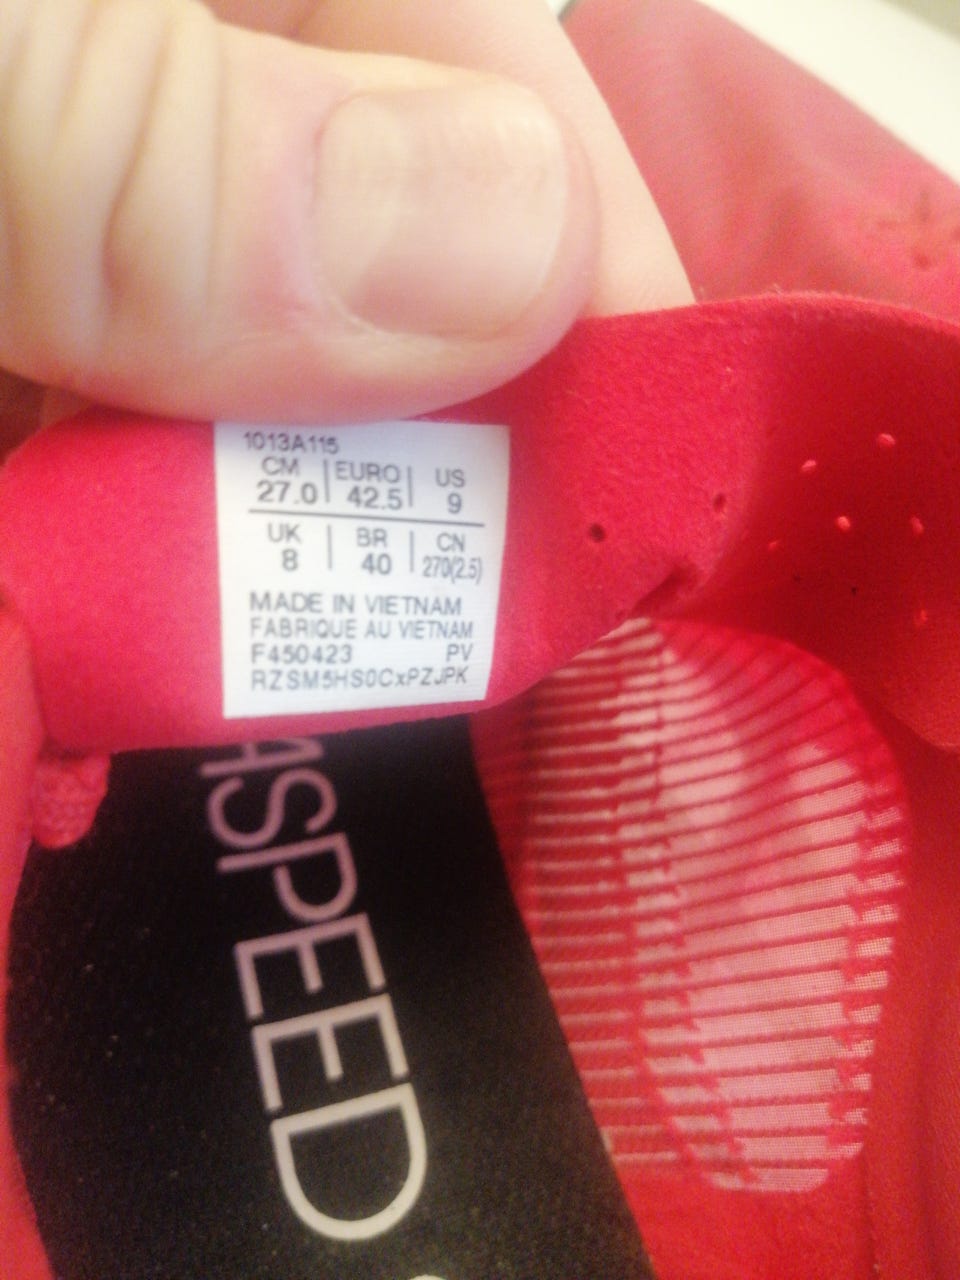 1013A115
CM | EURO | US
27.0 | 42.5 | 9
UK | BR | CN
8 | 40 | 270(2.5)
MADE IN VIETNAM
FABRIQUE AU VIETNAM
F450423 PV
RZSM5HS0CxPZJPK
ASPEED